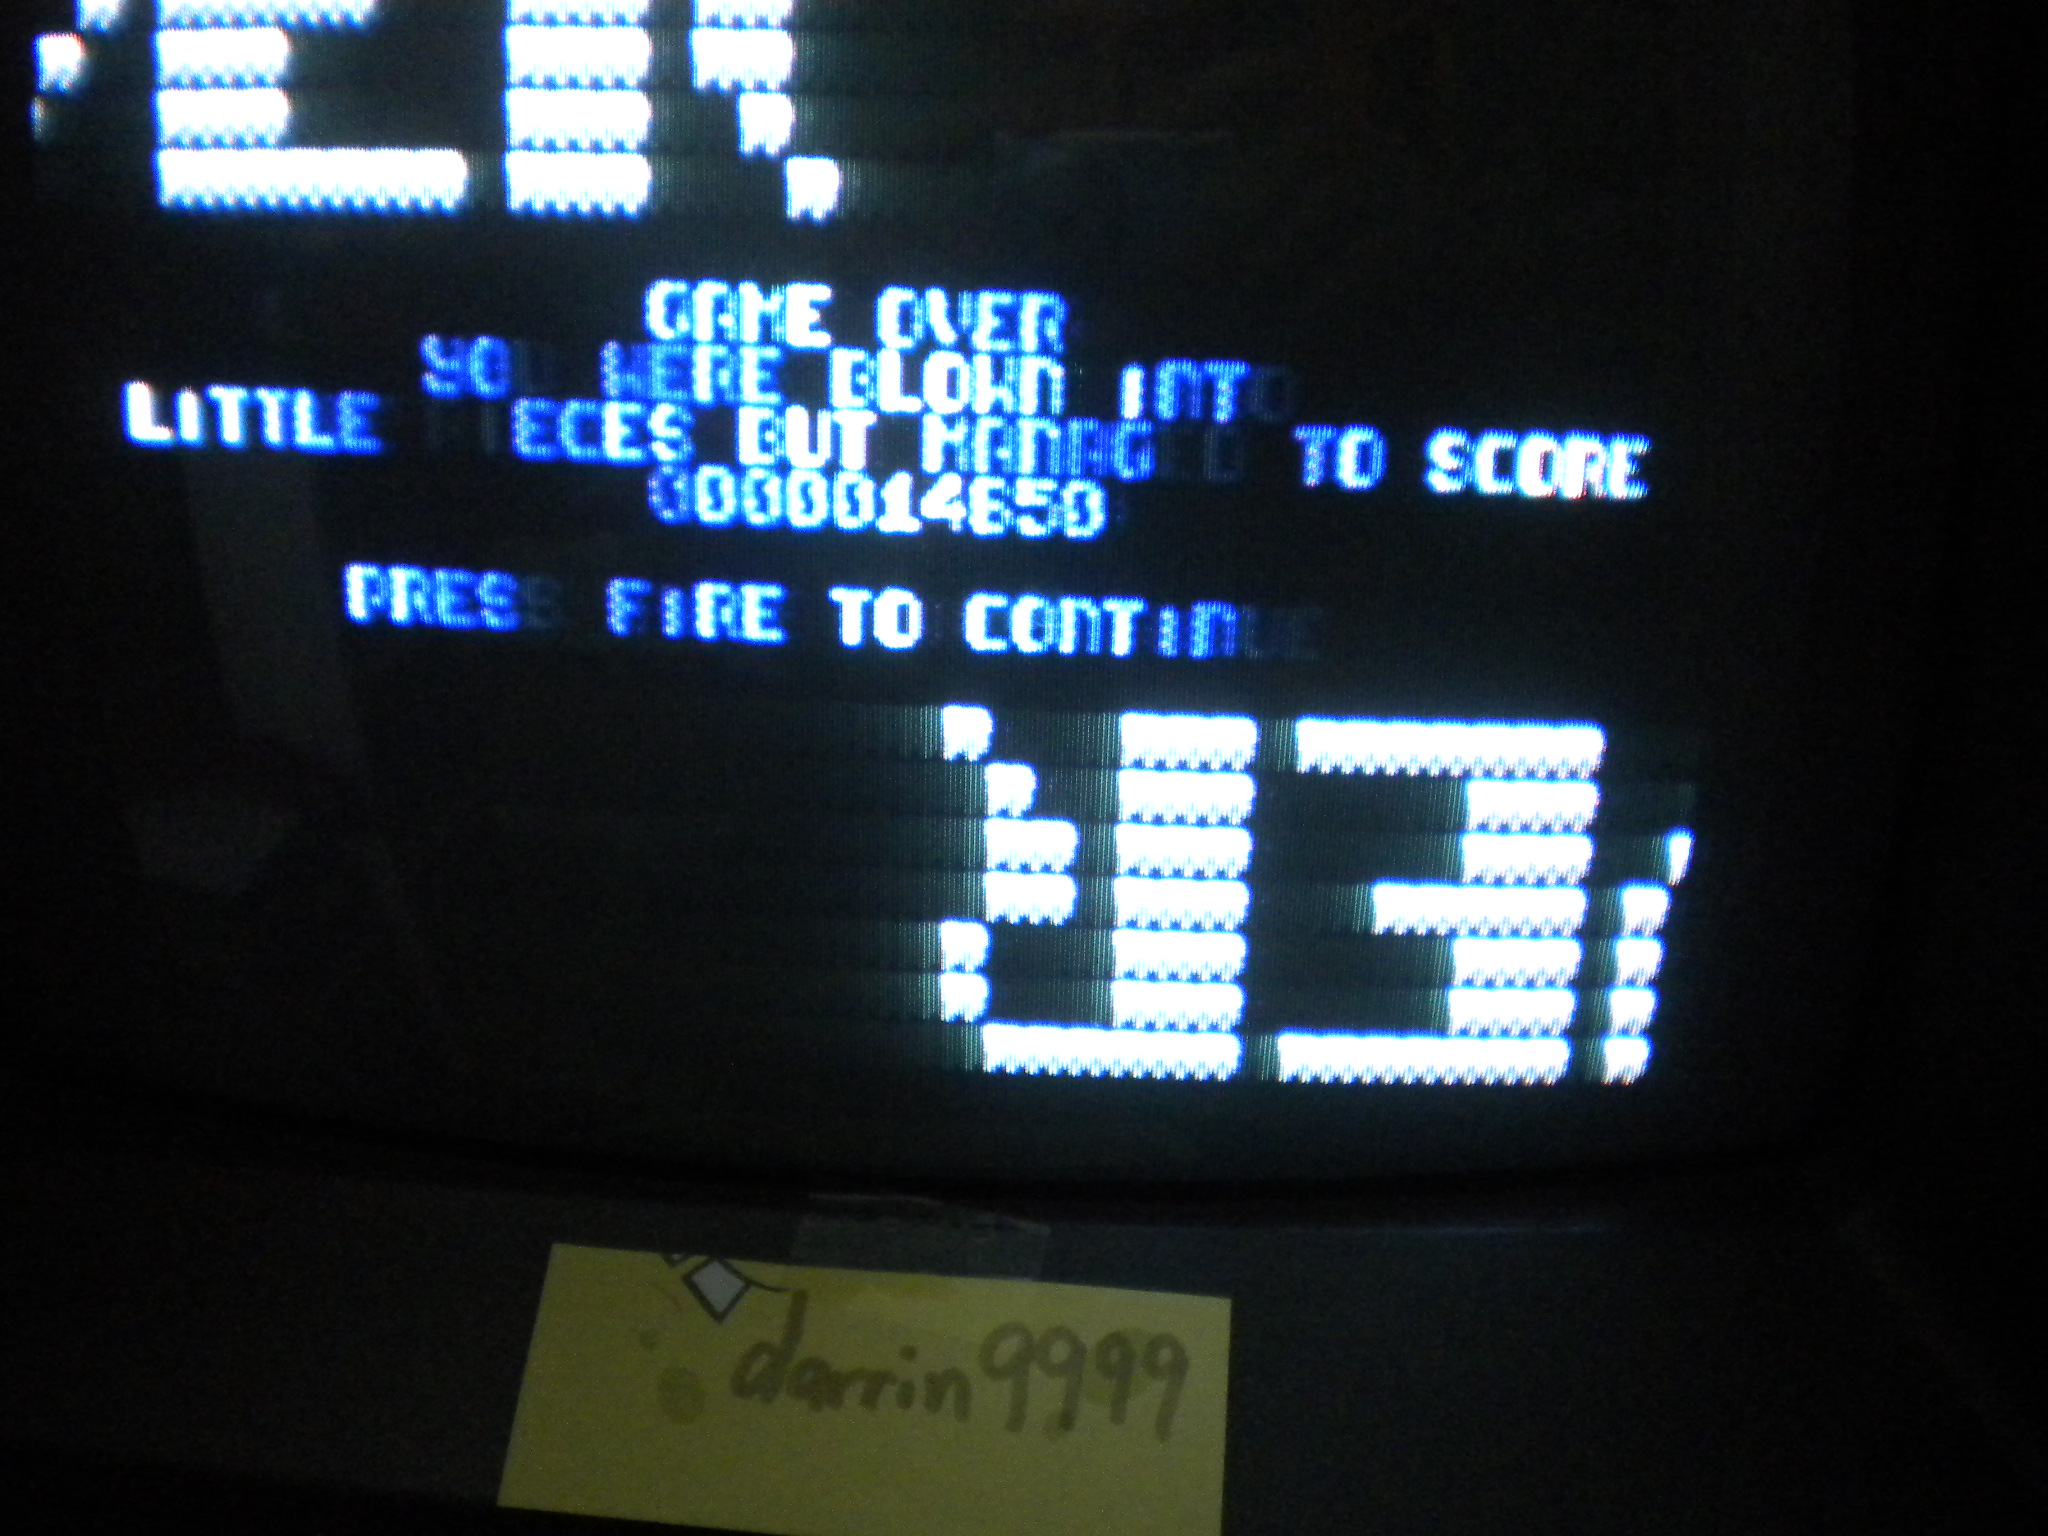 GAME OVER
YOU WERE BLOWN INTO
LITTLE PIECES BUT MANAGED TO SCORE
0000014650
PRESS FIRE TO CONTINUE
darrin9999